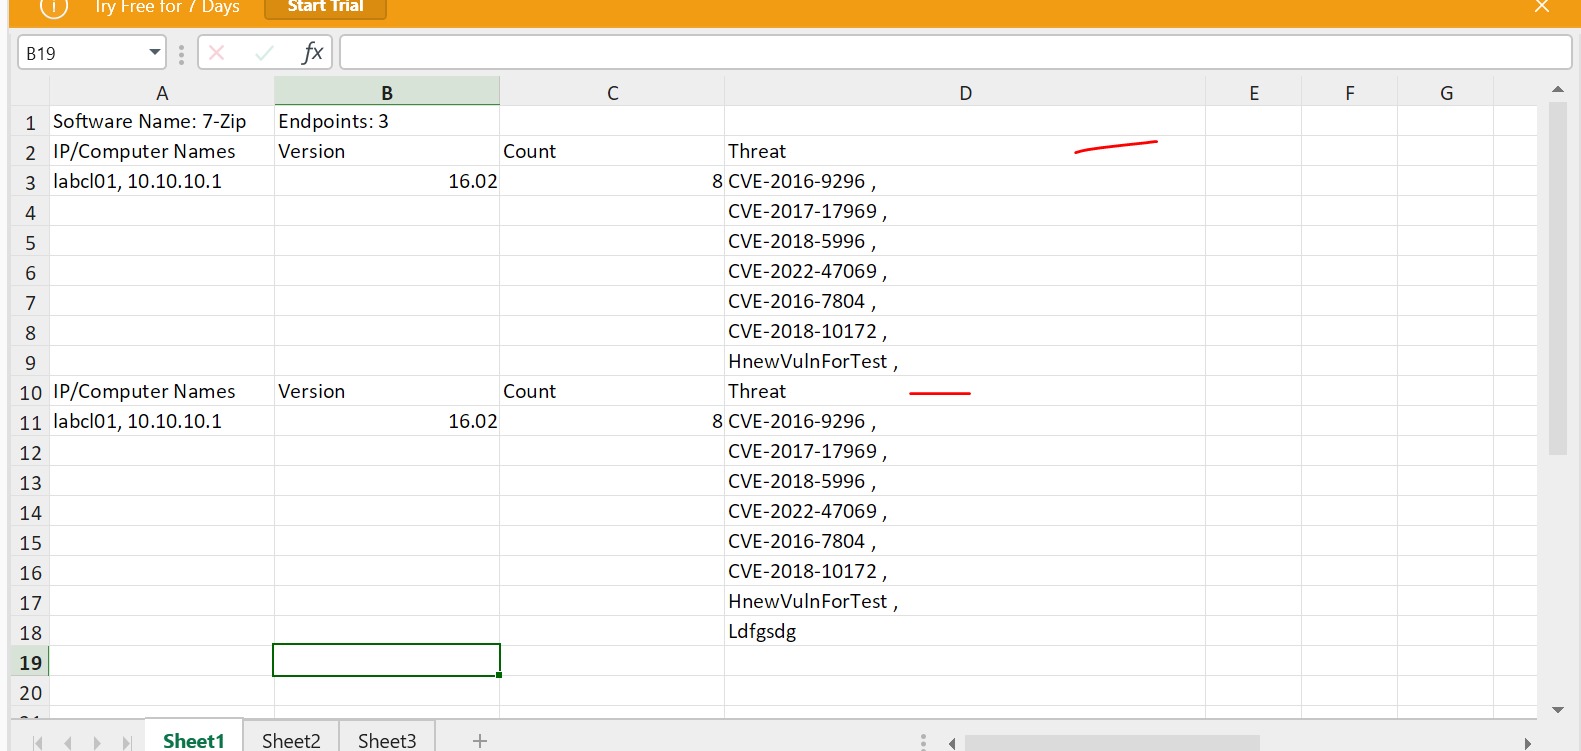 Try Free for 7 Days Start Trial
B19 fx
A B C D E F G
1 Software Name: 7-Zip Endpoints: 3
2 IP/Computer Names Version Count Threat
3 labcl01, 10.10.10.1 16.02 8 CVE-2016-9296 ,
4 CVE-2017-17969 ,
5 CVE-2018-5996 ,
6 CVE-2022-47069 ,
7 CVE-2016-7804 ,
8 CVE-2018-10172 ,
9 HnewVulnForTest ,
10 IP/Computer Names Version Count Threat
11 labcl01, 10.10.10.1 16.02 8 CVE-2016-9296 ,
12 CVE-2017-17969 ,
13 CVE-2018-5996 ,
14 CVE-2022-47069 ,
15 CVE-2016-7804 ,
16 CVE-2018-10172 ,
17 HnewVulnForTest ,
18 Ldfgsdg
19
20
Sheet1 Sheet2 Sheet3 +